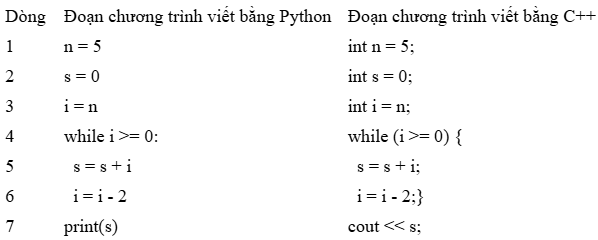 Dòng Đoạn chương trình viết bằng Python Đoạn chương trình viết bằng C++
1 n = 5 int n = 5;
2 s = 0 int s = 0;
3 i = n int i = n;
4 while i >= 0: while (i >= 0) {
5 s = s + i s = s + i;
6 i = i - 2 i = i - 2;}
7 print(s) cout << s;